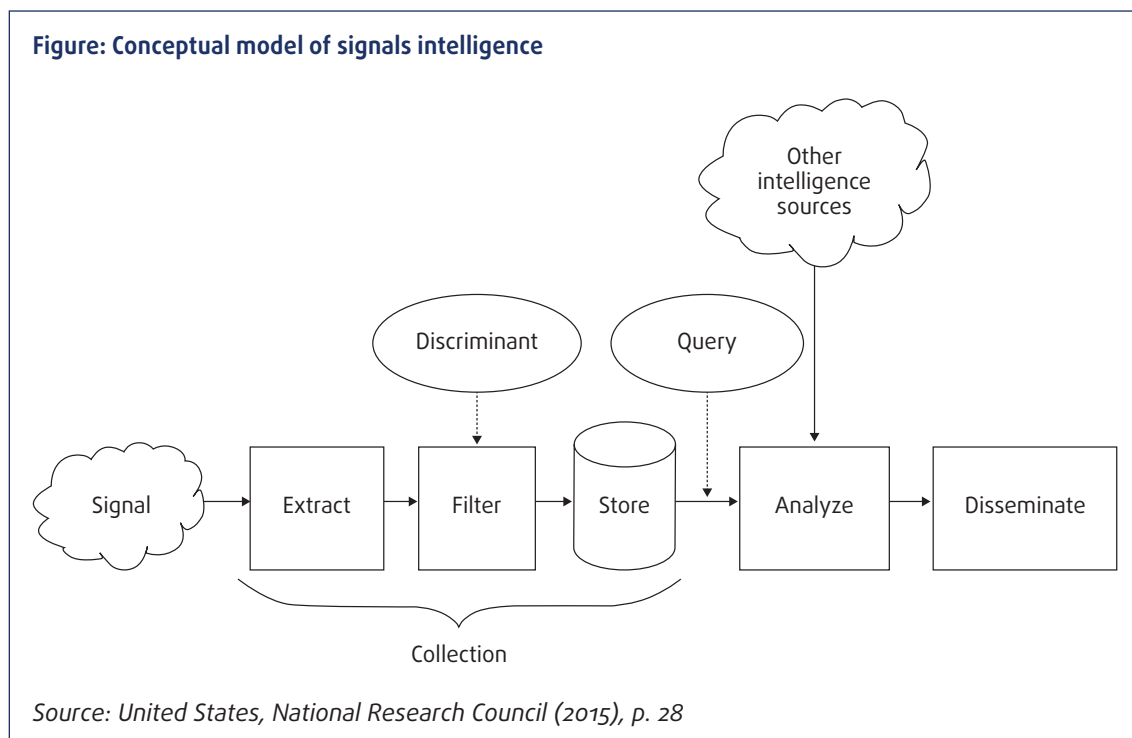 Figure: Conceptual model of signals intelligence
Other
intelligence
sources
Discriminant
Query
Signal
Extract
Filter
Store
Analyze
Disseminate
Collection
Source: United States, National Research Council (2015), p. 28